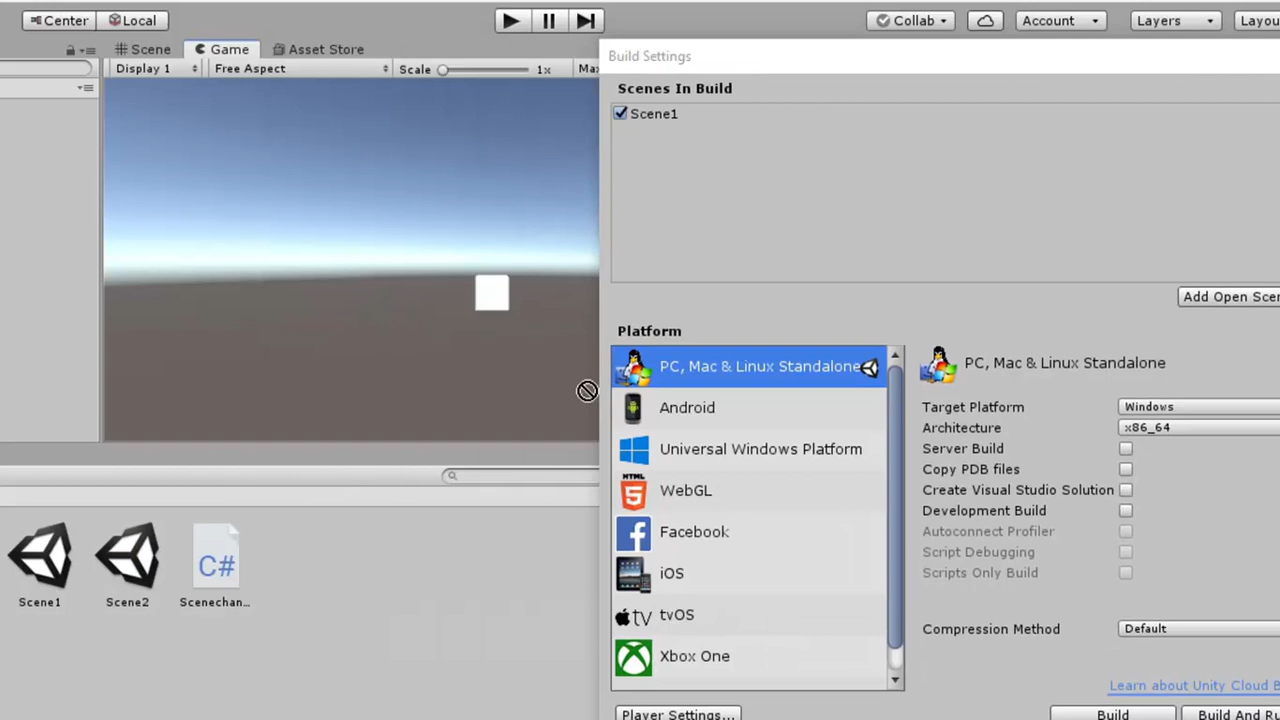 Center Local Collab Account Layers Layou
Scene Game Asset Store
Display 1 Free Aspect Scale 1x Max
Build Settings
Scenes In Build
Scene1
Add Open Scen
Platform
PC, Mac & Linux Standalone
Android
Universal Windows Platform
HTML 5 WebGL
Facebook
iOS
tv tvOS
Xbox One
Player Settings...
PC, Mac & Linux Standalone
Target Platform Windows
Architecture x86_64
Server Build
Copy PDB files
Create Visual Studio Solution
Development Build
Autoconnect Profiler
Script Debugging
Scripts Only Build
Compression Method Default
Learn about Unity Cloud B
Build Build And Ru
C#
Scene1 Scene2 Scenechan...